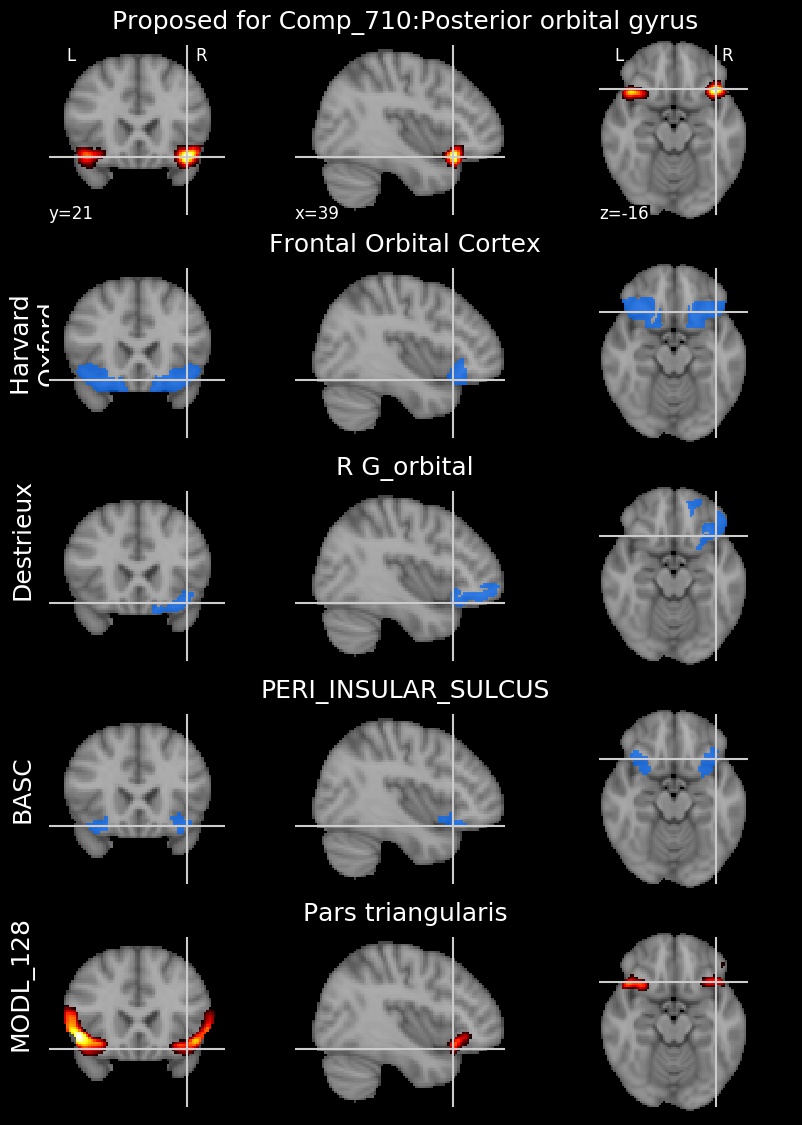 Proposed for Comp_710:Posterior orbital gyrus
L R L R
y=21 x=39 z=-16
Frontal Orbital Cortex
Harvard
Oxford
R G_orbital
Destrieux
PERI_INSULAR_SULCUS
BASC
Pars triangularis
MODL_128